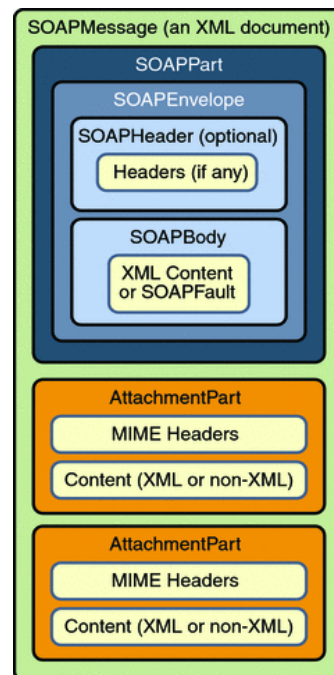 SOAPMessage (an XML document)
SOAPPart
SOAPEnvelope
SOAPHeader (optional)
Headers (if any)
SOAPBody
XML Content
or SOAPFault
AttachmentPart
MIME Headers
Content (XML or non-XML)
AttachmentPart
MIME Headers
Content (XML or non-XML)